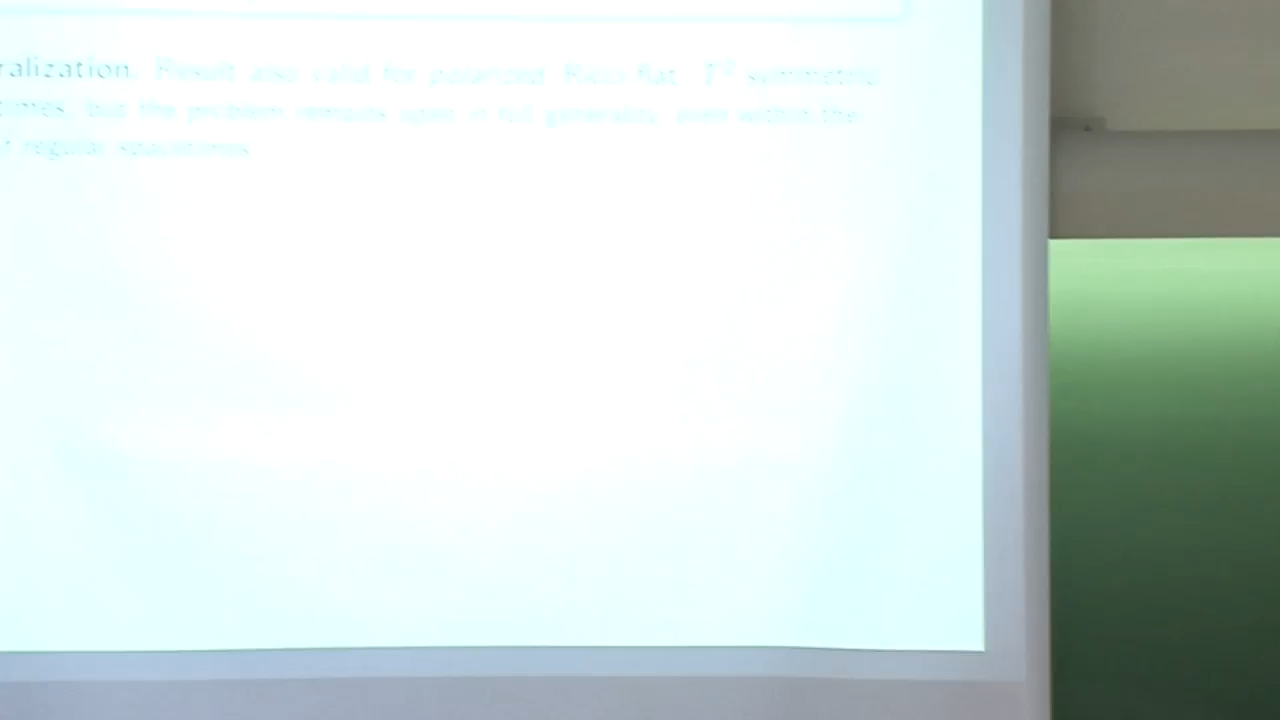 ralization. Result also valid for polarized Ricci flat T² symmetric
times, but the problem remains open in full generality, even within the
regular spacetimes